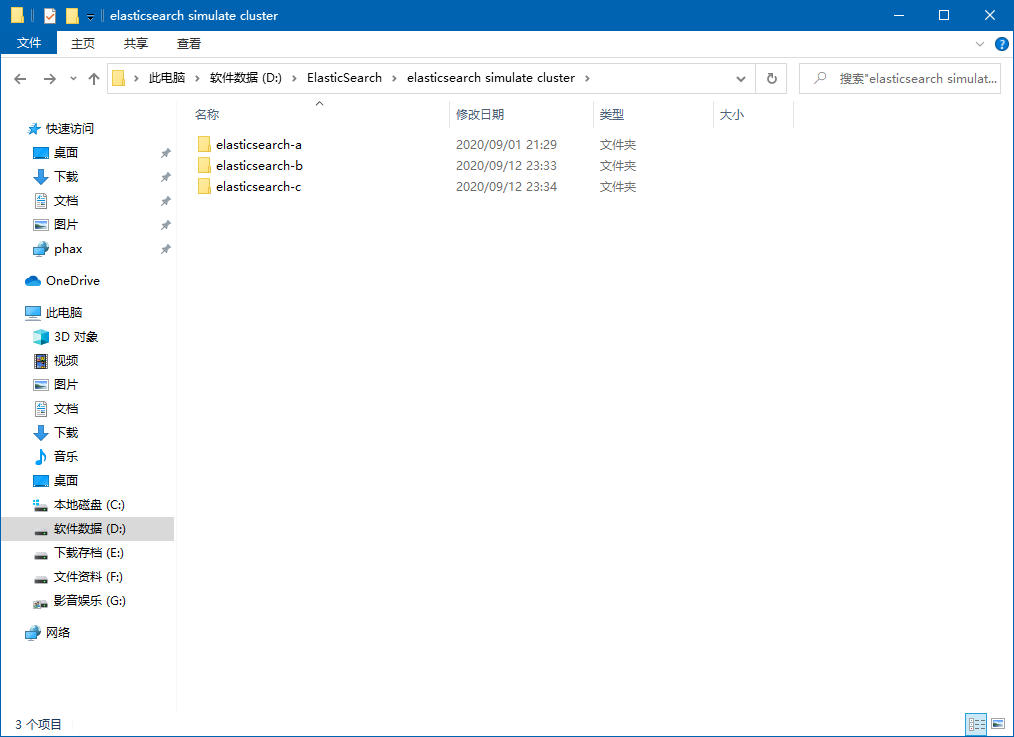 elasticsearch simulate cluster
文件 主页 共享 查看
此电脑 软件数据 (D:) ElasticSearch elasticsearch simulate cluster 搜索"elasticsearch simulat...
名称 修改日期 类型 大小
elasticsearch-a 2020/09/01 21:29 文件夹
elasticsearch-b 2020/09/12 23:33 文件夹
elasticsearch-c 2020/09/12 23:34 文件夹
快速访问
桌面
下载
文档
图片
phax
OneDrive
此电脑
3D 对象
视频
图片
文档
下载
音乐
桌面
本地磁盘 (C:)
软件数据 (D:)
下载存档 (E:)
文件资料 (F:)
影音娱乐 (G:)
网络
3 个项目